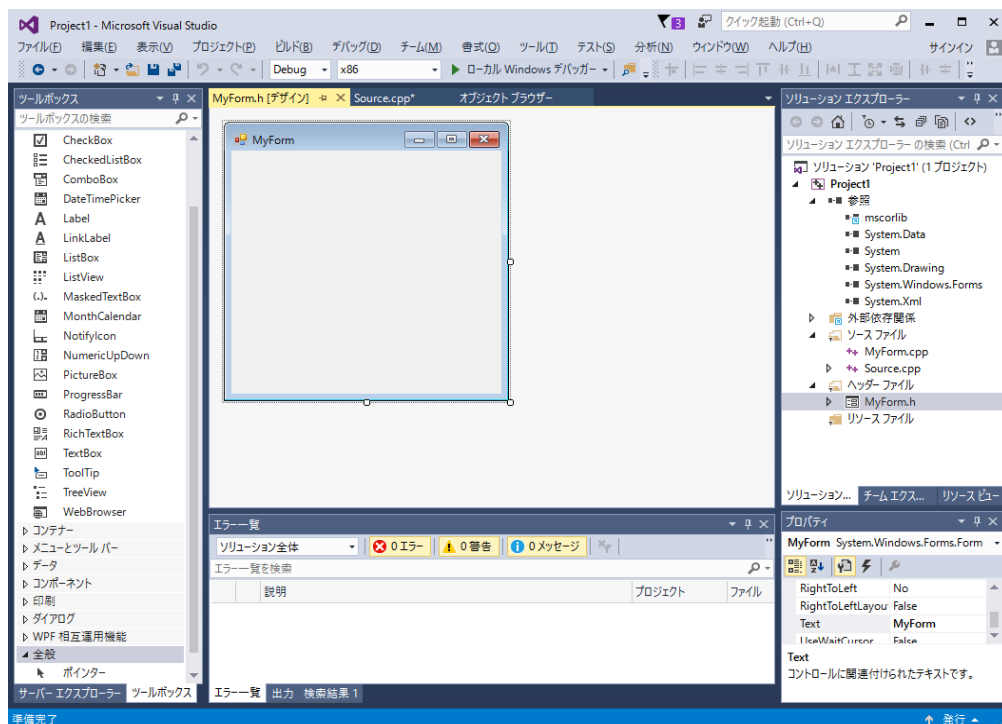 Project1 - Microsoft Visual Studio
3
クイック起動 (Ctrl+Q)
ファイル(F) 編集(E) 表示(V) プロジェクト(P) ビルド(B) デバッグ(D) チーム(M) 書式(O) ツール(T) テスト(S) 分析(N) ウィンドウ(W) ヘルプ(H) サインイン
Debug x86 ローカル Windows デバッガー
ツールボックス
ツールボックスの検索
CheckBox
CheckedListBox
ComboBox
DateTimePicker
Label
LinkLabel
ListBox
ListView
MaskedTextBox
MonthCalendar
NotifyIcon
NumericUpDown
PictureBox
ProgressBar
RadioButton
RichTextBox
TextBox
ToolTip
TreeView
WebBrowser
コンテナー
メニューとツール バー
データ
コンポーネント
印刷
ダイアログ
WPF 相互運用機能
全般
ポインター
サーバー エクスプローラー ツールボックス
MyForm.h [デザイン] Source.cpp* オブジェクト ブラウザー
MyForm
エラー一覧
ソリューション全体 0 エラー 0 警告 0 メッセージ
エラー一覧を検索
説明 プロジェクト ファイル
エラー一覧 出力 検索結果 1
ソリューション エクスプローラー
ソリューション エクスプローラー の検索 (Ctrl
ソリューション 'Project1' (1 プロジェクト)
Project1
参照
mscorlib
System.Data
System
System.Drawing
System.Windows.Forms
System.Xml
外部依存関係
ソース ファイル
MyForm.cpp
Source.cpp
ヘッダー ファイル
MyForm.h
リソース ファイル
ソリューション... チーム エクス... リソース ビュー
プロパティ
MyForm System.Windows.Forms.Form
RightToLeft No
RightToLeftLayou False
Text MyForm
UseWaitCursor False
Text
コントロールに関連付けられたテキストです。
準備完了 発行